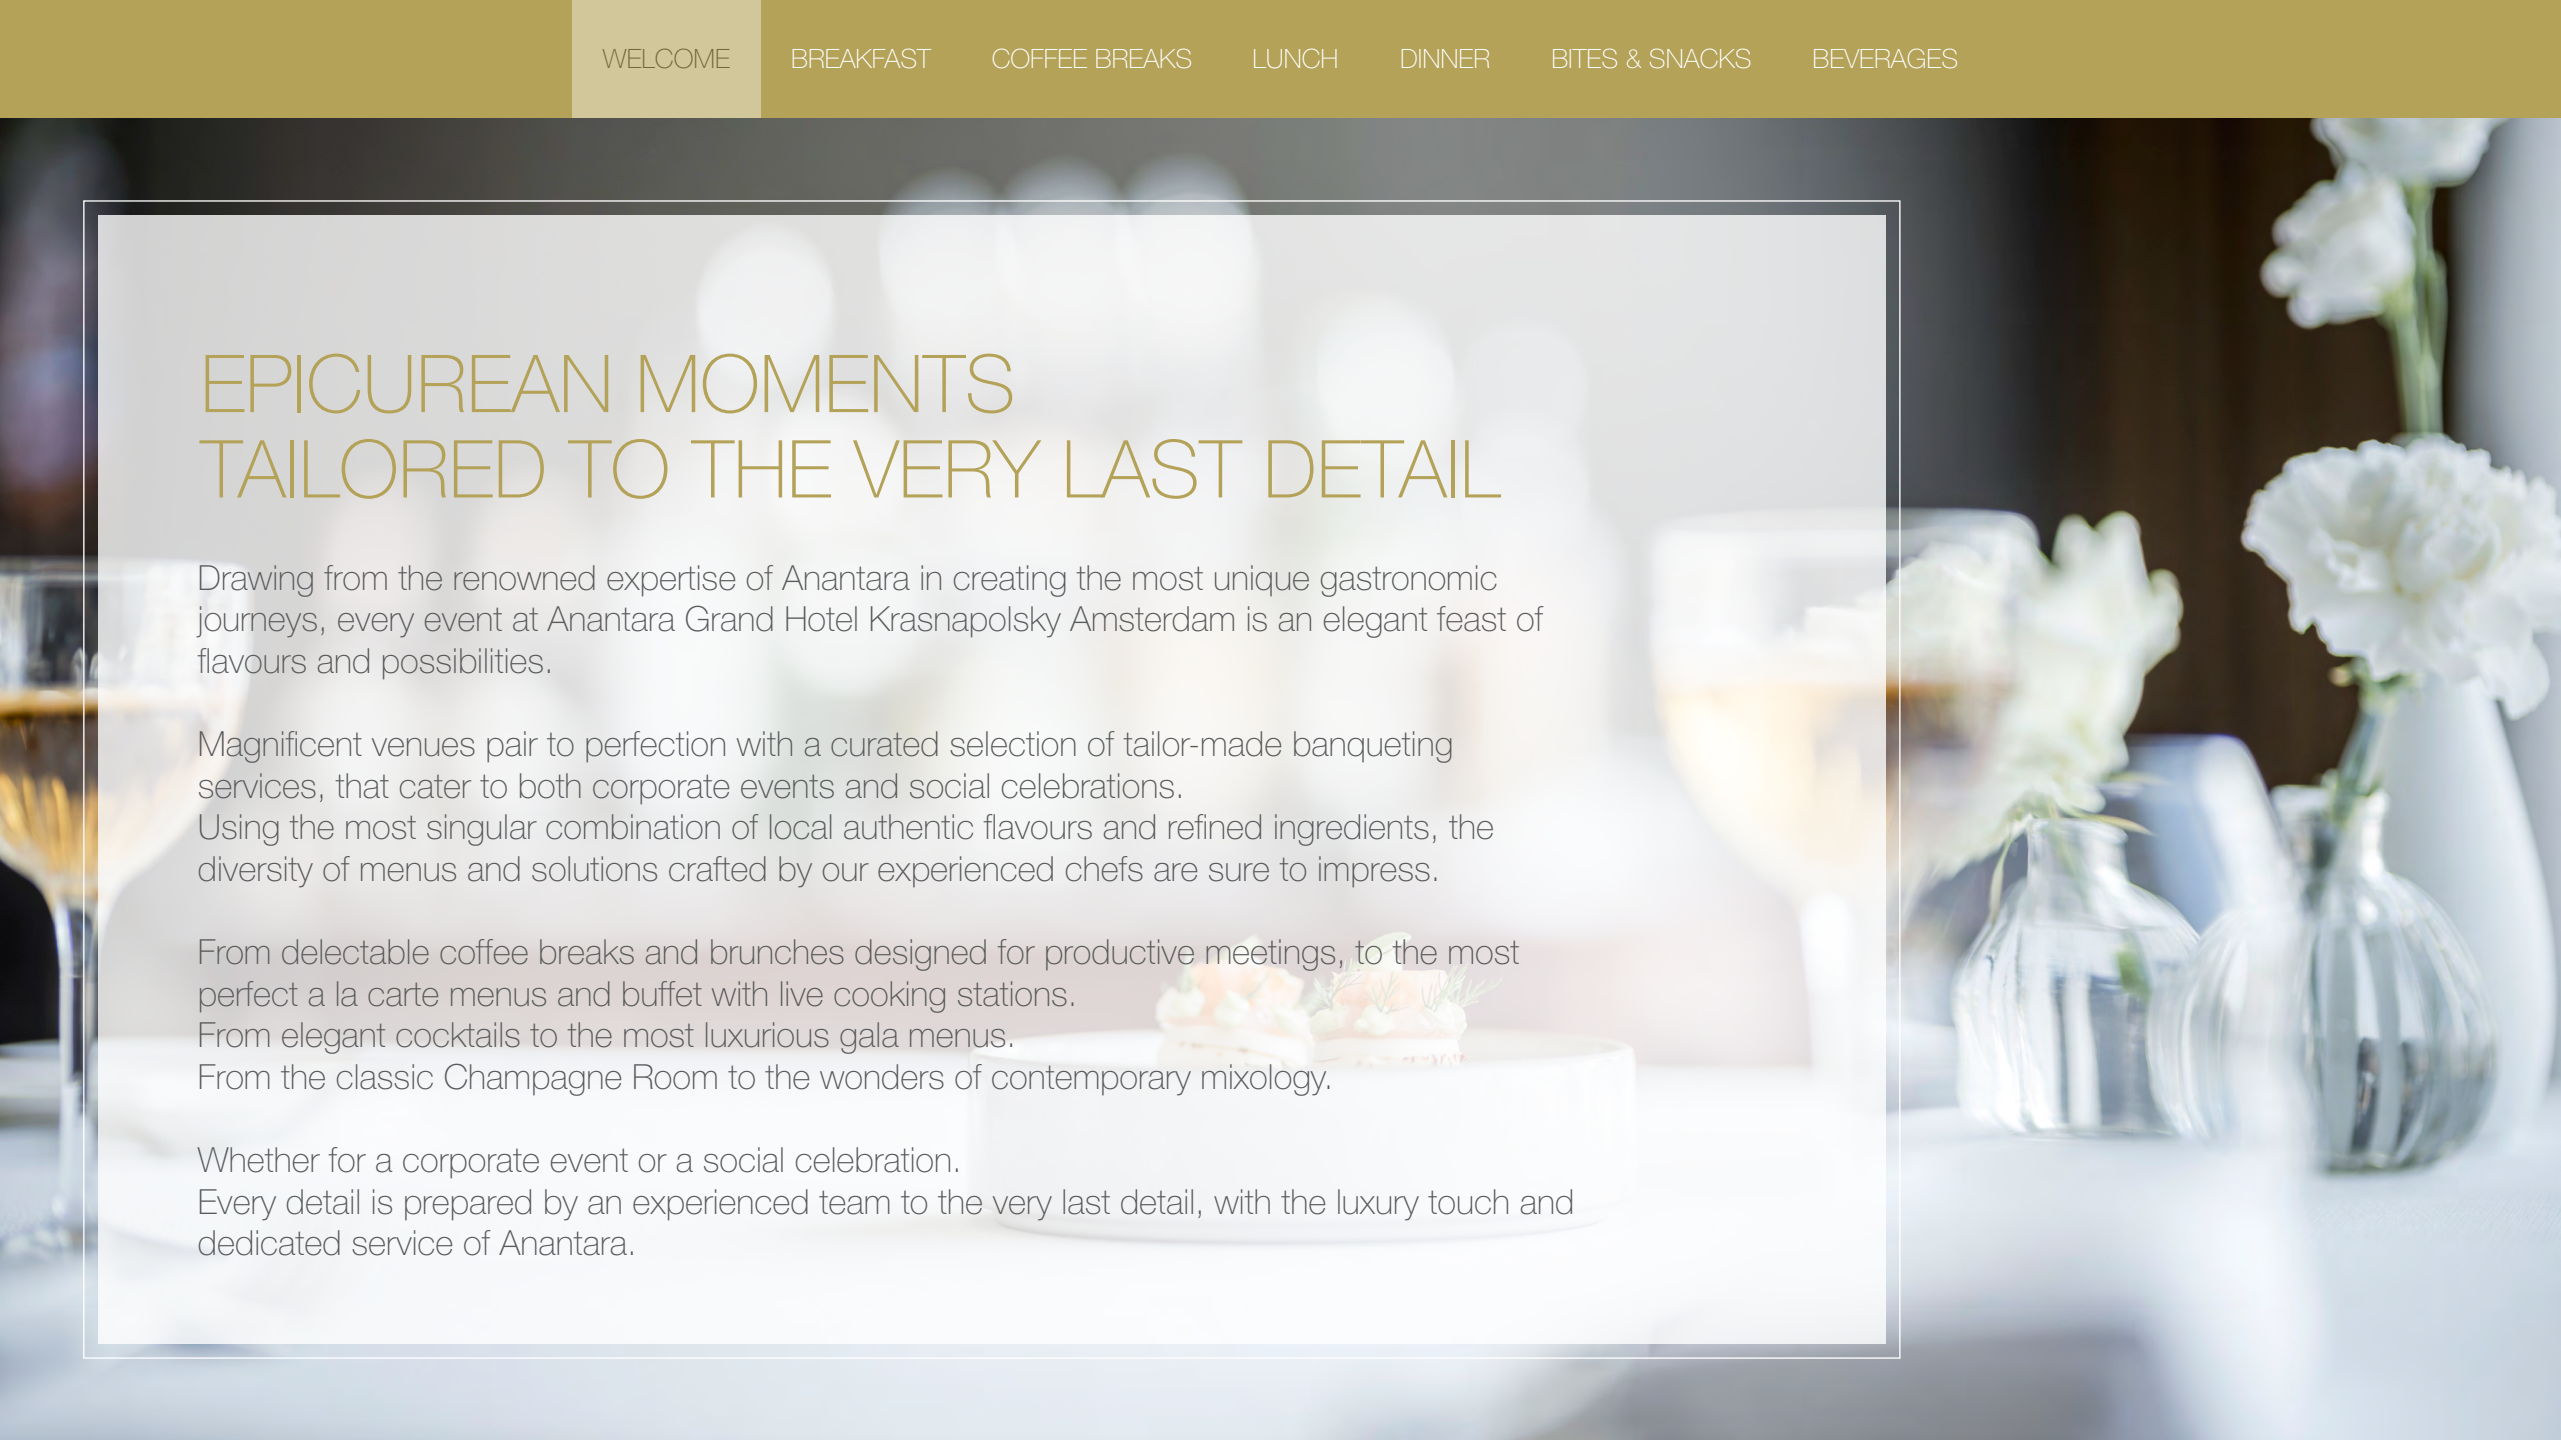 WELCOME BREAKFAST COFFEE BREAKS LUNCH DINNER BITES & SNACKS BEVERAGES
EPICUREAN MOMENTS
TAILORED TO THE VERY LAST DETAIL
Drawing from the renowned expertise of Anantara in creating the most unique gastronomic
journeys, every event at Anantara Grand Hotel Krasnapolsky Amsterdam is an elegant feast of
flavours and possibilities.
Magnificent venues pair to perfection with a curated selection of tailor-made banqueting
services, that cater to both corporate events and social celebrations.
Using the most singular combination of local authentic flavours and refined ingredients, the
diversity of menus and solutions crafted by our experienced chefs are sure to impress.
From delectable coffee breaks and brunches designed for productive meetings, to the most
perfect a la carte menus and buffet with live cooking stations.
From elegant cocktails to the most luxurious gala menus.
From the classic Champagne Room to the wonders of contemporary mixology.
Whether for a corporate event or a social celebration.
Every detail is prepared by an experienced team to the very last detail, with the luxury touch and
dedicated service of Anantara.